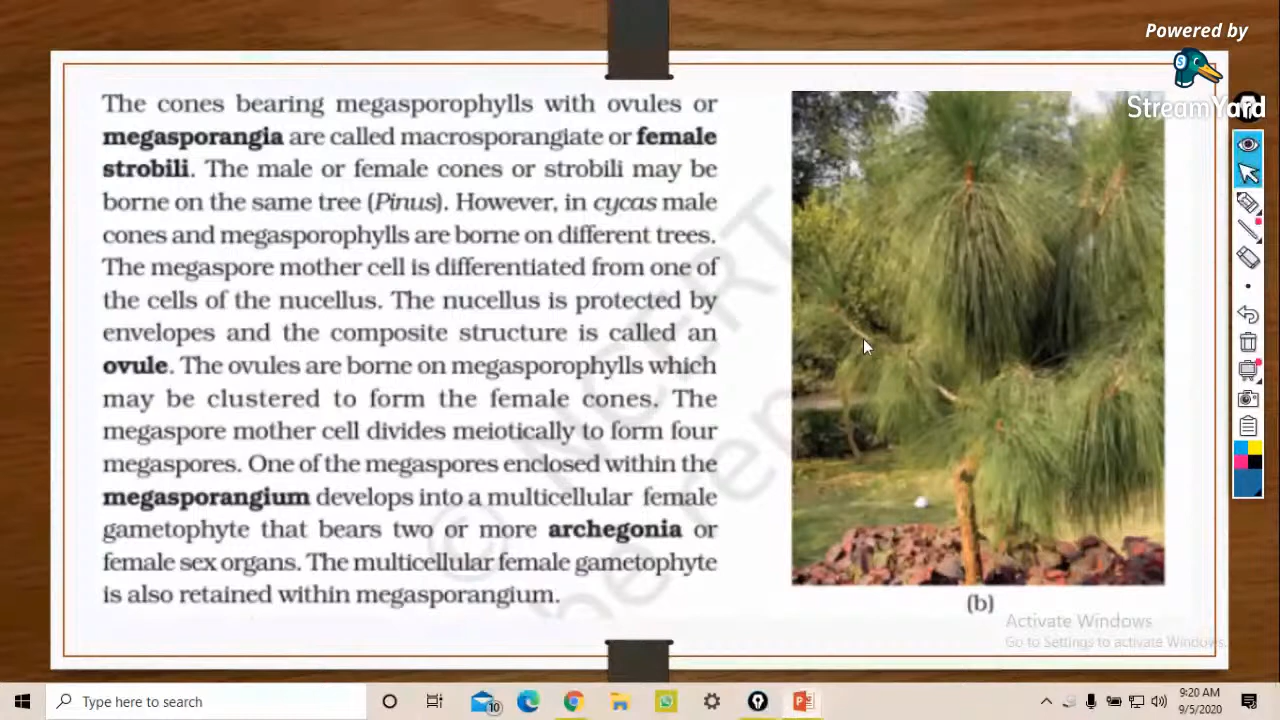 Powered by
StreamYard
The cones bearing megasporophylls with ovules or
megasporangia are called macrosporangiate or female
strobili. The male or female cones or strobili may be
borne on the same tree (Pinus). However, in cycas male
cones and megasporophylls are borne on different trees.
The megaspore mother cell is differentiated from one of
the cells of the nucellus. The nucellus is protected by
envelopes and the composite structure is called an
ovule. The ovules are borne on megasporophylls which
may be clustered to form the female cones. The
megaspore mother cell divides meiotically to form four
megaspores. One of the megaspores enclosed within the
megasporangium develops into a multicellular female
gametophyte that bears two or more archegonia or
female sex organs. The multicellular female gametophyte
is also retained within megasporangium.
© NCERT
(b)
Activate Windows
Go to Settings to activate Windows.
Type here to search
10
9:20 AM
9/5/2020